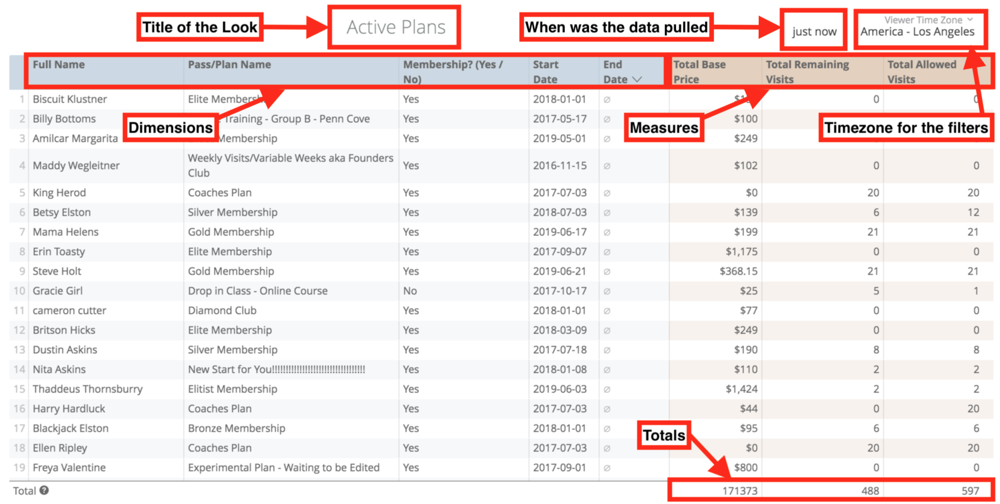 Title of the Look
Active Plans
When was the data pulled
just now
Viewer Time Zone
America - Los Angeles
Full Name Pass/Plan Name Membership? (Yes / No) Start Date End Date Total Base Price Total Remaining Visits Total Allowed Visits
1 Biscuit Klustner Elite Yes 2018-01-01 ∅ 0
2 Billy Bottoms Training - Group B - Penn Cove Yes 2017-05-17 ∅ $100
Dimensions
Measures
Timezone for the filters
3 Amilcar Margarita Membership Yes 2019-05-01 ∅ $249
4 Maddy Wegleitner Weekly Visits/Variable Weeks aka Founders Club Yes 2016-11-15 ∅ $102 0 0
5 King Herod Coaches Plan Yes 2017-07-03 ∅ $0 20 20
6 Betsy Elston Silver Membership Yes 2018-07-03 ∅ $139 6 12
7 Mama Helens Gold Membership Yes 2019-06-17 ∅ $199 21 21
8 Erin Toasty Elite Membership Yes 2017-09-07 ∅ $1,175 0 0
9 Steve Holt Gold Membership Yes 2019-06-21 ∅ $368.15 21 21
10 Gracie Girl Drop in Class - Online Course No 2017-10-17 ∅ $25 5 1
11 cameron cutter Diamond Club Yes 2018-01-01 ∅ $77 0 0
12 Britson Hicks Elite Membership Yes 2018-03-09 ∅ $249 0 0
13 Dustin Askins Silver Membership Yes 2017-07-18 ∅ $190 8 8
14 Nita Askins New Start for You!!!!!!!!!!!!!!!!!!!!!!!!!!!!!!!!! Yes 2018-01-08 ∅ $110 2 2
15 Thaddeus Thornsburry Elitist Membership Yes 2019-06-03 ∅ $1,424 2 2
16 Harry Hardluck Coaches Plan Yes 2017-07-03 ∅ $44 0 20
17 Blackjack Elston Bronze Membership Yes 2018-01-01 ∅ $95 6 6
Totals
18 Ellen Ripley Coaches Plan Yes 2017-07-03 ∅ $0 20 20
19 Freya Valentine Experimental Plan - Waiting to be Edited Yes 2017-09-01 ∅ $800 0 0
Total ? 171373 488 597